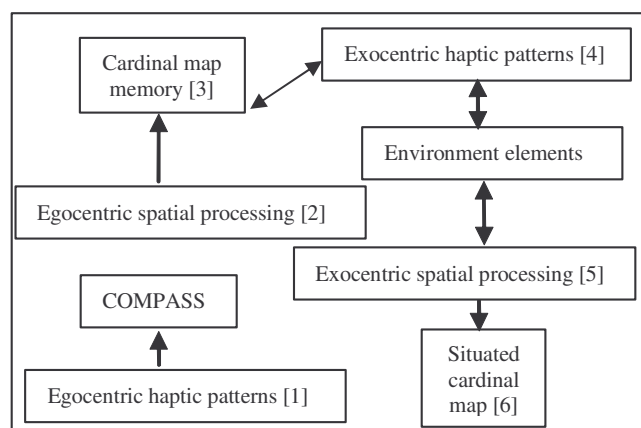 Cardinal map
memory [3]
Exocentric haptic patterns [4]
Environment elements
Egocentric spatial processing [2]
Exocentric spatial processing [5]
COMPASS
Situated
cardinal
map [6]
Egocentric haptic patterns [1]